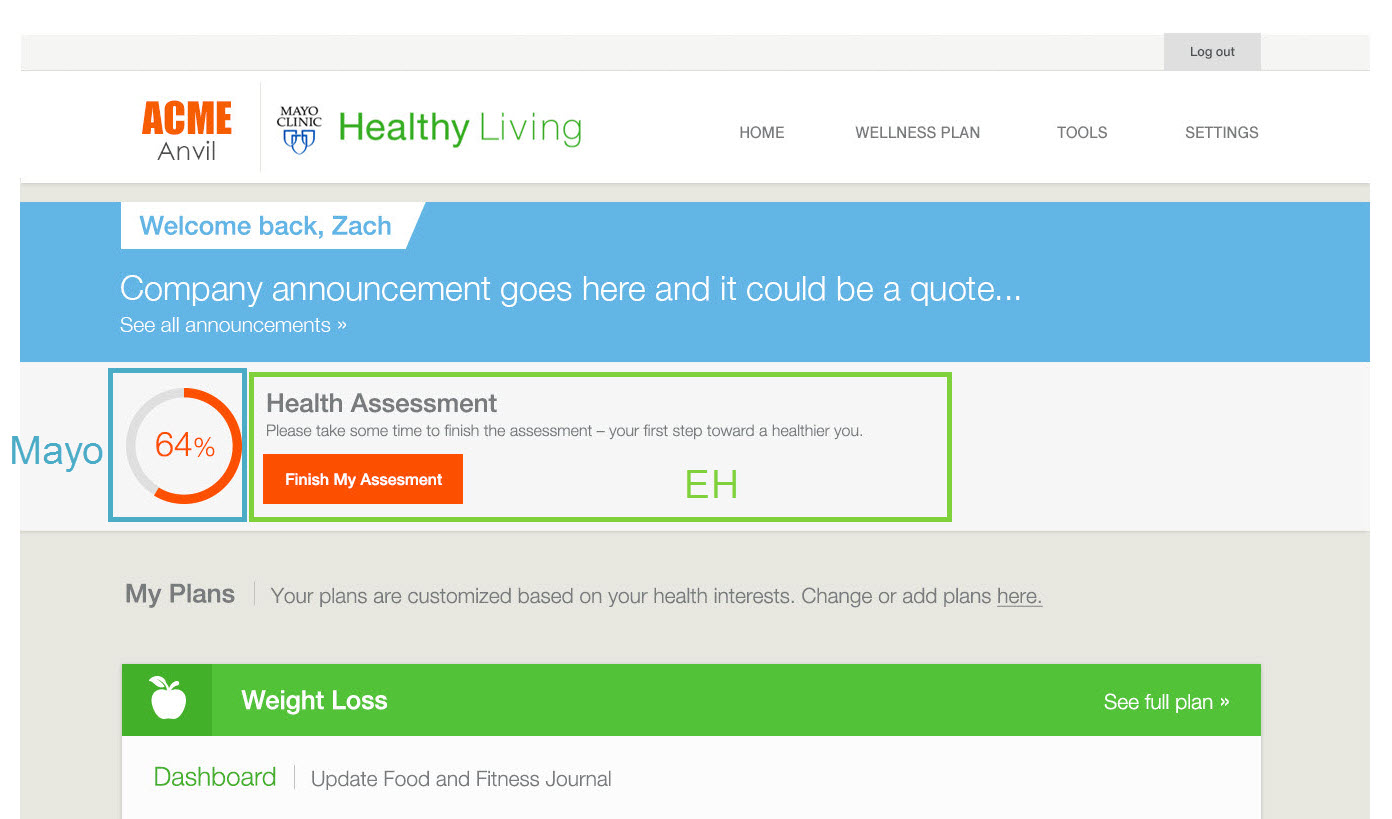 Log out
ACME
Anvil
MAYO
CLINIC
Healthy Living
HOME
WELLNESS PLAN
TOOLS
SETTINGS
Welcome back, Zach
Company announcement goes here and it could be a quote...
See all announcements »
Mayo
64%
Health Assessment
Please take some time to finish the assessment – your first step toward a healthier you.
Finish My Assesment
EH
My Plans
Your plans are customized based on your health interests. Change or add plans here.
Weight Loss
See full plan »
Dashboard
Update Food and Fitness Journal